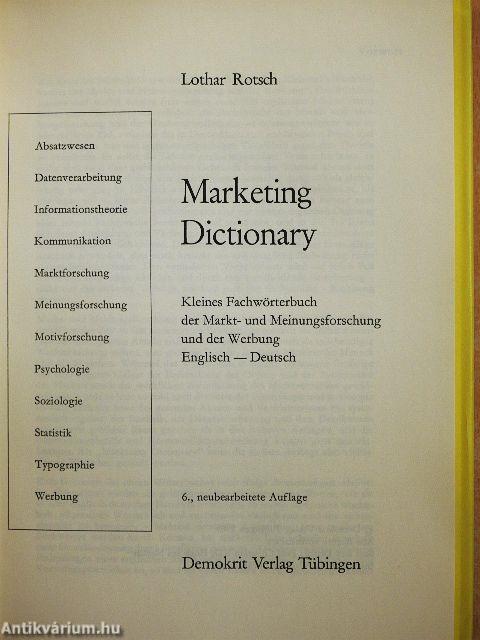 Lothar Rotsch
Absatzwesen
Datenverarbeitung
Informationstheorie
Kommunikation
Marktforschung
Meinungsforschung
Motivforschung
Psychologie
Soziologie
Statistik
Typographie
Werbung
Marketing
Dictionary
Kleines Fachwörterbuch
der Markt- und Meinungsforschung
und der Werbung
Englisch — Deutsch
6., neubearbeitete Auflage
Demokrit Verlag Tübingen
Antikvárium.hu